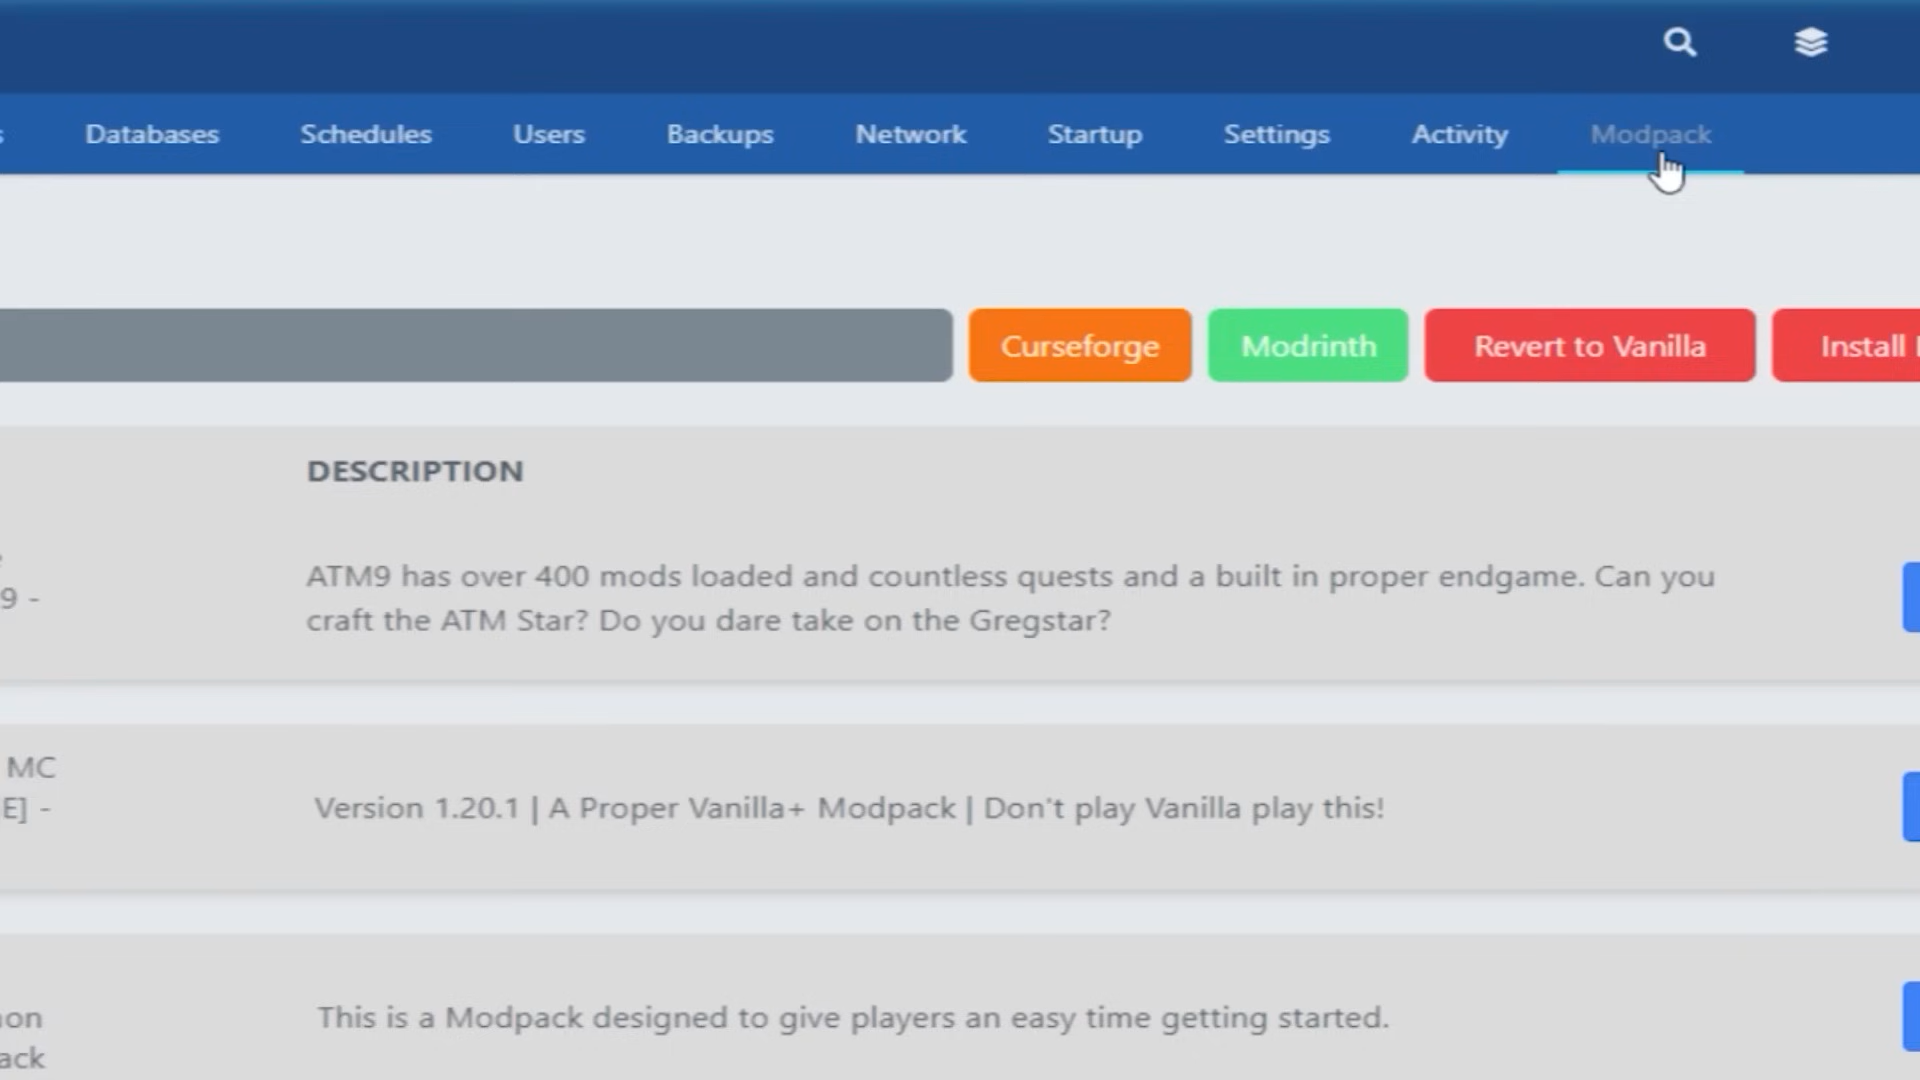 Databases Schedules Users Backups Network Startup Settings Activity Modpack
Curseforge Modrinth Revert to Vanilla Install
DESCRIPTION
9 -
ATM9 has over 400 mods loaded and countless quests and a built in proper endgame. Can you
craft the ATM Star? Do you dare take on the Gregstar?
MC
E] -
Version 1.20.1 | A Proper Vanilla+ Modpack | Don't play Vanilla play this!
on
This is a Modpack designed to give players an easy time getting started.
ack